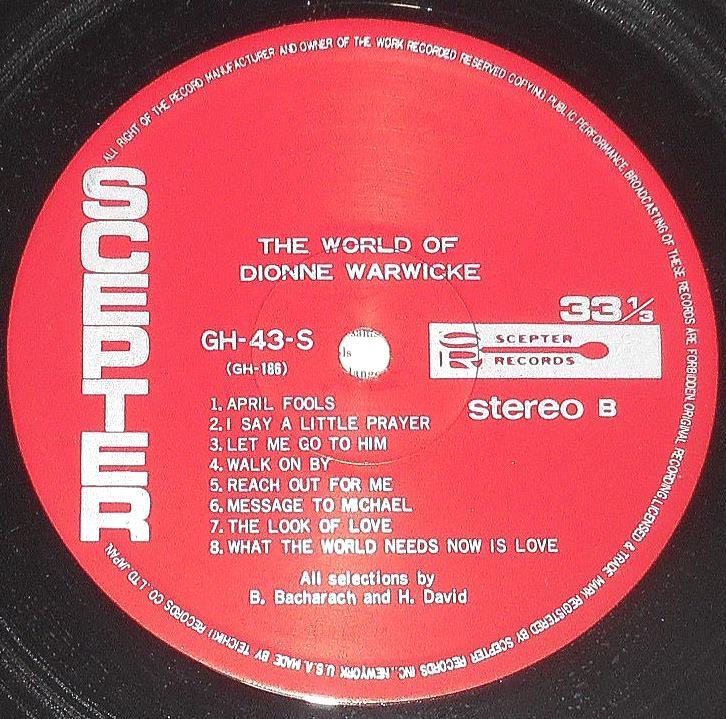 ALL RIGHT OF THE RECORD MANUFACTURER AND OWNER OF THE WORK RECORDED RESERVED COPYING, PUBLIC PERFORMANCE BROADCASTING OF THESE RECORDS ARE FORBIDDEN. ORIGINAL RECORDING LICENSED & TRADE MARK REGISTERED BY SCEPTER RECORDS INC., NEWYORK U.S.A. MADE BY TEICHIKU RECORDS CO. LTD. JAPAN.
SCEPTER
THE WORLD OF
DIONNE WARWICKE
33 1/3
GH-43-S
(GH-186)
SR SCEPTER
RECORDS
stereo B
1. APRIL FOOLS
2. I SAY A LITTLE PRAYER
3. LET ME GO TO HIM
4. WALK ON BY
5. REACH OUT FOR ME
6. MESSAGE TO MICHAEL
7. THE LOOK OF LOVE
8. WHAT THE WORLD NEEDS NOW IS LOVE
All selections by
B. Bacharach and H. David